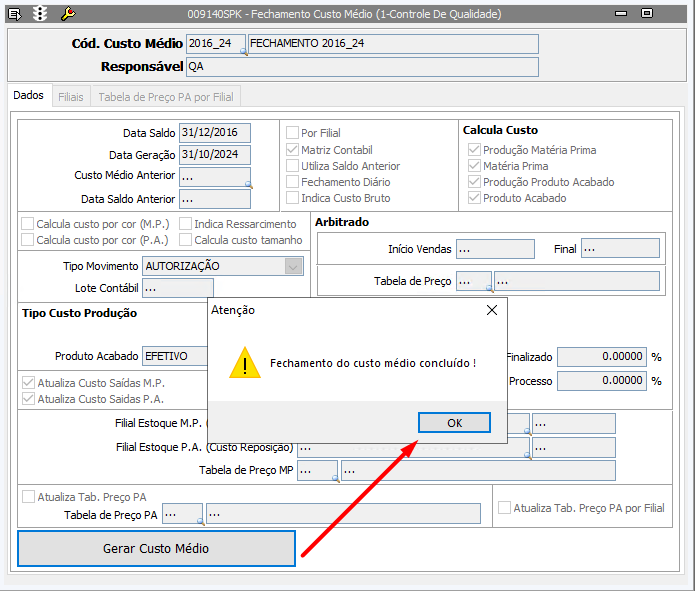 009140SPK - Fechamento Custo Médio (1-Controle De Qualidade)
Cód. Custo Médio 2016_24 FECHAMENTO 2016_24
Responsável QA
Dados Filiais Tabela de Preço PA por Filial
Data Saldo 31/12/2016
Data Geração 31/10/2024
Custo Médio Anterior ...
Data Saldo Anterior ...
Por Filial
Matriz Contabil
Utiliza Saldo Anterior
Fechamento Diário
Indica Custo Bruto
Calcula Custo
Produção Matéria Prima
Matéria Prima
Produção Produto Acabado
Produto Acabado
Calcula custo por cor (M.P.) Indica Ressarcimento
Calcula custo por cor (P.A.) Calcula custo tamanho
Arbitrado
Início Vendas ... Final ...
Tabela de Preço ... ...
Tipo Movimento AUTORIZAÇÃO
Lote Contábil ...
Tipo Custo Produção
Produto Acabado EFETIVO
Finalizado 0.00000 %
Processo 0.00000 %
Atualiza Custo Saídas M.P.
Atualiza Custo Saidas P.A.
Atenção
Fechamento do custo médio concluído !
OK
Filial Estoque M.P. ( ...
Filial Estoque P.A. (Custo Reposição) ... ...
Tabela de Preço MP ... ...
Atualiza Tab. Preço PA
Tabela de Preço PA ... ...
Atualiza Tab. Preço PA por Filial
Gerar Custo Médio